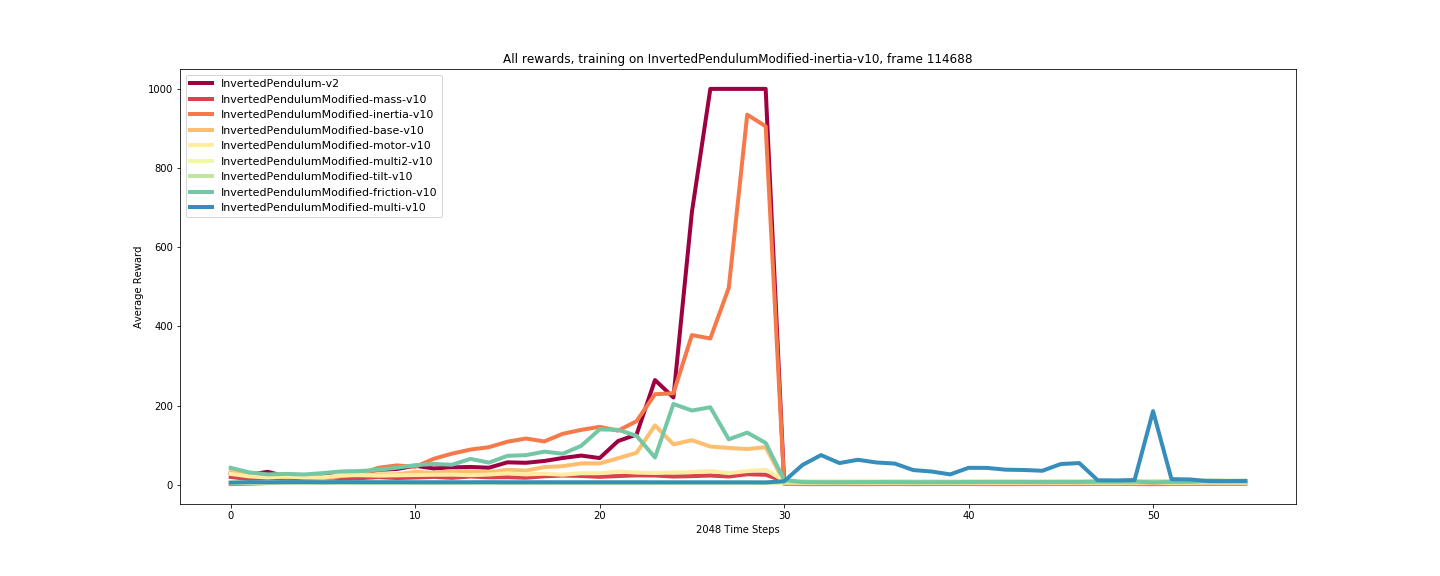 All rewards, training on InvertedPendulumModified-inertia-v10, frame 114688
InvertedPendulum-v2
InvertedPendulumModified-mass-v10
InvertedPendulumModified-inertia-v10
InvertedPendulumModified-base-v10
InvertedPendulumModified-motor-v10
InvertedPendulumModified-multi2-v10
InvertedPendulumModified-tilt-v10
InvertedPendulumModified-friction-v10
InvertedPendulumModified-multi-v10
1000
800
600
400
200
0
Average Reward
0 10 20 30 40 50
2048 Time Steps